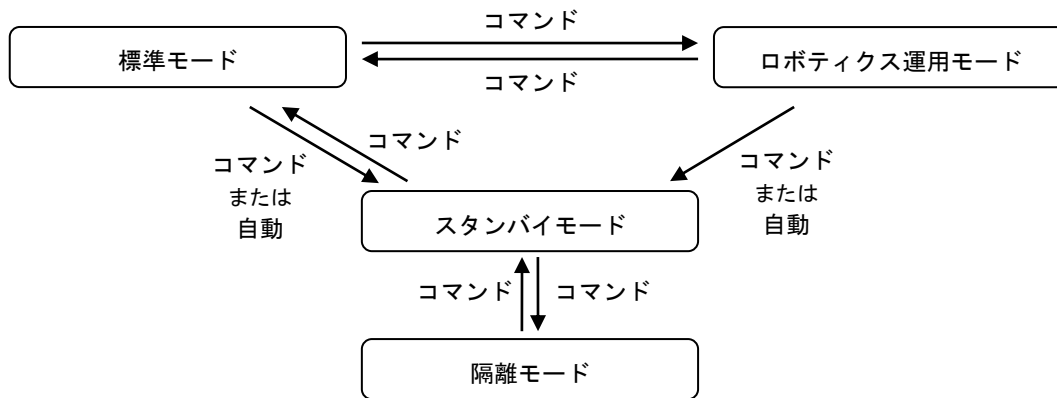 コマンド
標準モード
ロボティクス運用モード
コマンド
コマンド
コマンド
または
自動
コマンド
または
自動
スタンバイモード
コマンド
コマンド
隔離モード